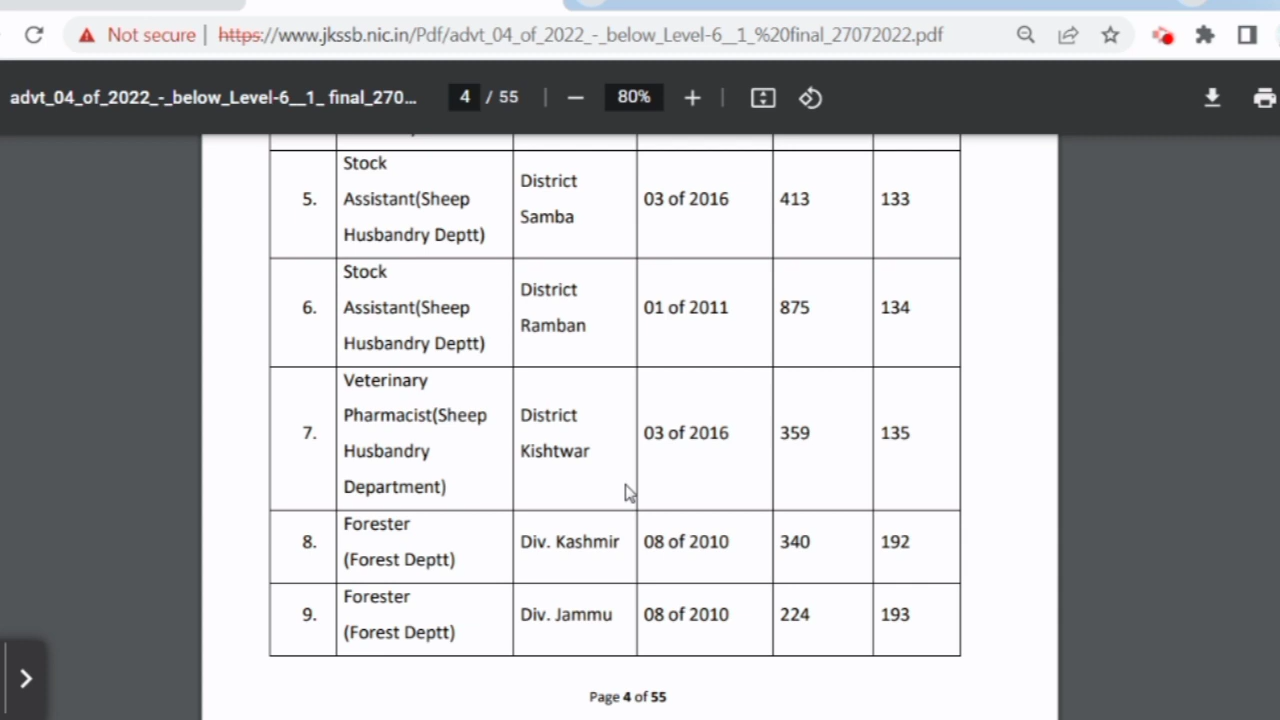 Not secure | https://www.jkssb.nic.in/Pdf/advt_04_of_2022_-_below_Level-6__1_%20final_27072022.pdf
advt_04_of_2022_-_below_Level-6__1_ final_270... 4 / 55 80%
5. Stock Assistant(Sheep Husbandry Deptt) District Samba 03 of 2016 413 133
6. Stock Assistant(Sheep Husbandry Deptt) District Ramban 01 of 2011 875 134
7. Veterinary Pharmacist(Sheep Husbandry Department) District Kishtwar 03 of 2016 359 135
8. Forester (Forest Deptt) Div. Kashmir 08 of 2010 340 192
9. Forester (Forest Deptt) Div. Jammu 08 of 2010 224 193
Page 4 of 55